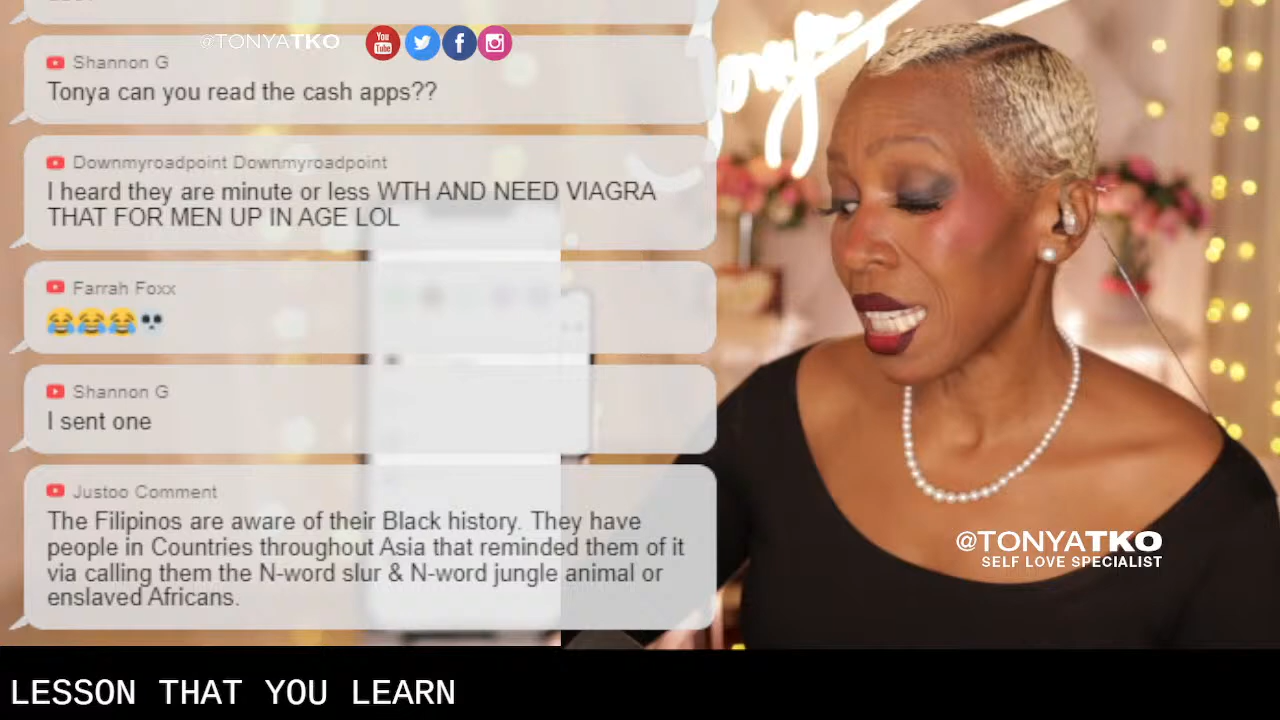 @TONYATKO
You
Tube
Shannon G
Tonya can you read the cash apps??
Downmyroadpoint Downmyroadpoint
I heard they are minute or less WTH AND NEED VIAGRA
THAT FOR MEN UP IN AGE LOL
Farrah Foxx
😂😂😂💀
Shannon G
I sent one
Justoo Comment
The Filipinos are aware of their Black history. They have
people in Countries throughout Asia that reminded them of it
via calling them the N-word slur & N-word jungle animal or
enslaved Africans.
Tonya
@TONYATKO
SELF LOVE SPECIALIST
LESSON THAT YOU LEARN